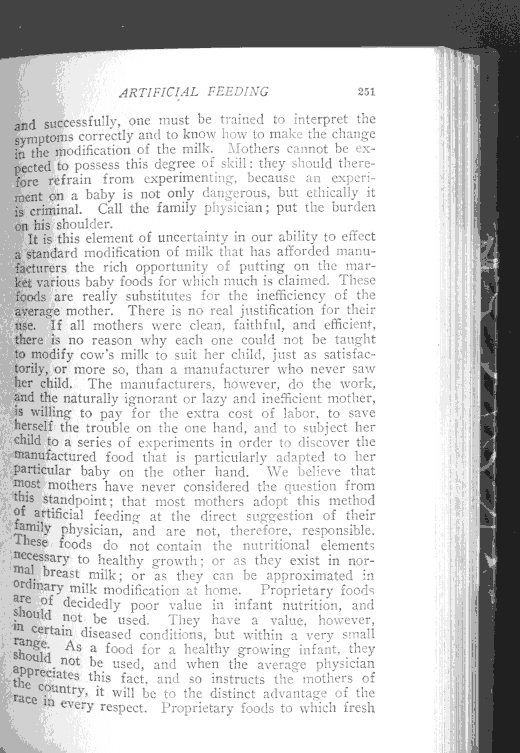 ARTIFICIAL FEEDING 251
and successfully, one must be trained to interpret the
symptoms correctly and to know how to make the change
in the modification of the milk. Mothers cannot be ex-
pected to possess this degree of skill: they should there-
fore refrain from experimenting, because an experi-
ment on a baby is not only dangerous, but ethically it
is criminal. Call the family physician; put the burden
on his shoulder.
It is this element of uncertainty in our ability to effect
a standard modification of milk that has afforded manu-
facturers the rich opportunity of putting on the mar-
ket various baby foods for which much is claimed. These
foods are really substitutes for the inefficiency of the
average mother. There is no real justification for their
use. If all mothers were clean, faithful, and efficient,
there is no reason why each one could not be taught
to modify cow's milk to suit her child, just as satisfac-
torily, or more so, than a manufacturer who never saw
her child. The manufacturers, however, do the work,
and the naturally ignorant or lazy and inefficient mother,
is willing to pay for the extra cost of labor, to save
herself the trouble on the one hand, and to subject her
child to a series of experiments in order to discover the
manufactured food that is particularly adapted to her
particular baby on the other hand. We believe that
most mothers have never considered the question from
this standpoint; that most mothers adopt this method
of artificial feeding at the direct suggestion of their
family physician, and are not, therefore, responsible.
These foods do not contain the nutritional elements
necessary to healthy growth; or as they exist in nor-
mal breast milk; or as they can be approximated in
ordinary milk modification at home. Proprietary foods
are of decidedly poor value in infant nutrition, and
should not be used. They have a value, however,
in certain diseased conditions, but within a very small
range. As a food for a healthy growing infant, they
should not be used, and when the average physician
appreciates this fact, and so instructs the mothers of
the country, it will be to the distinct advantage of the
race in every respect. Proprietary foods to which fresh